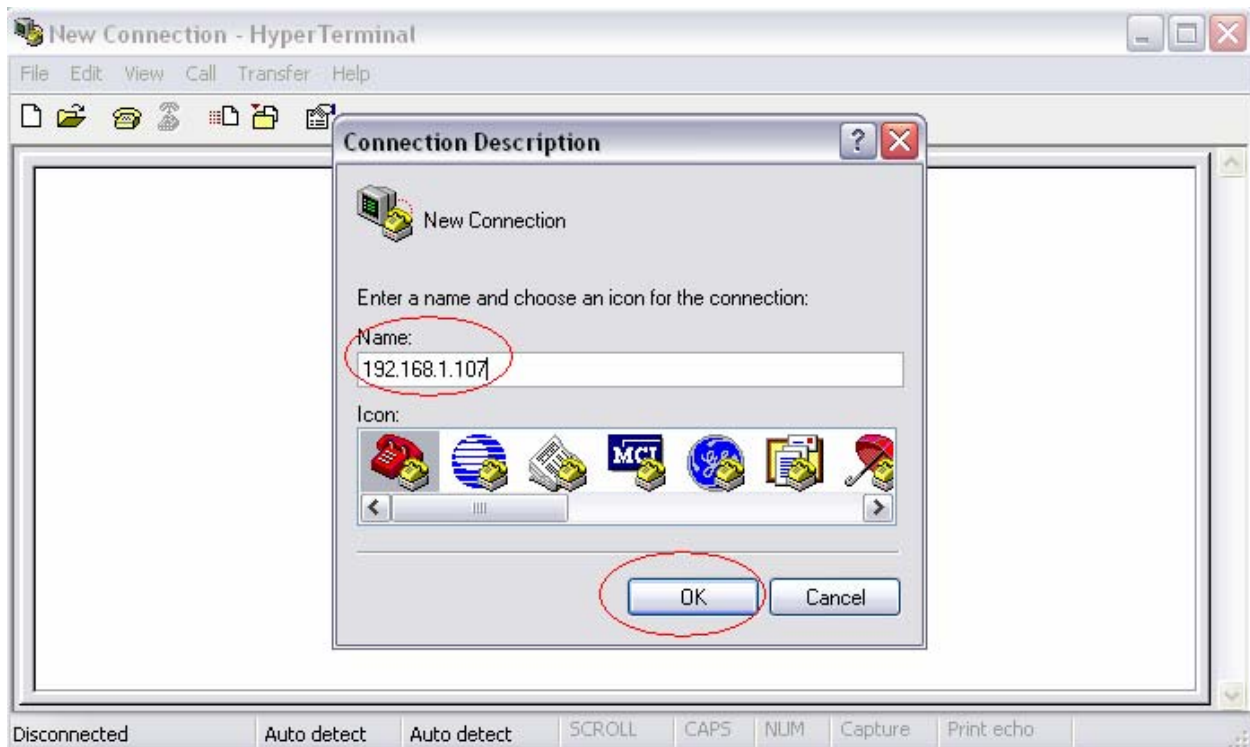 New Connection - HyperTerminal
File Edit View Call Transfer Help
Connection Description
New Connection
Enter a name and choose an icon for the connection:
Name:
192.168.1.107
Icon:
MCI
OK Cancel
Disconnected Auto detect Auto detect SCROLL CAPS NUM Capture Print echo